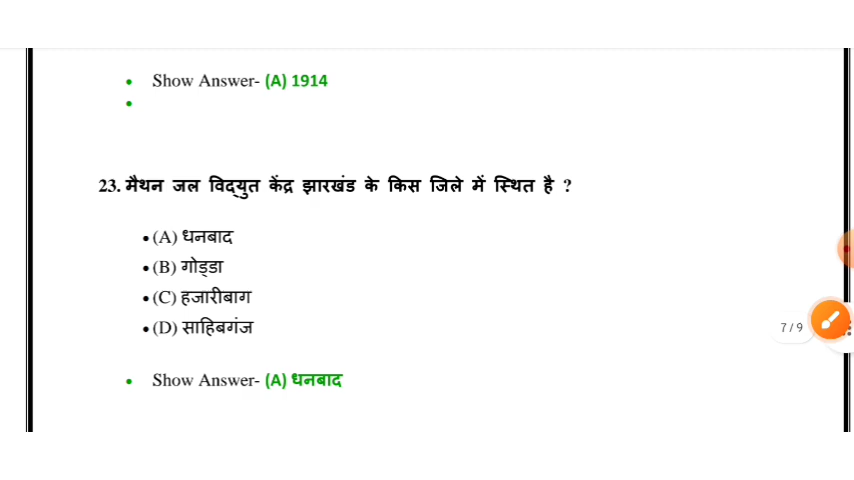 Show Answer- (A) 1914
23. मैथन जल विद्युत केंद्र झारखंड के किस जिले में स्थित है ?
(A) धनबाद
(B) गोड्डा
(C) हजारीबाग
(D) साहिबगंज
7 / 9
Show Answer- (A) धनबाद